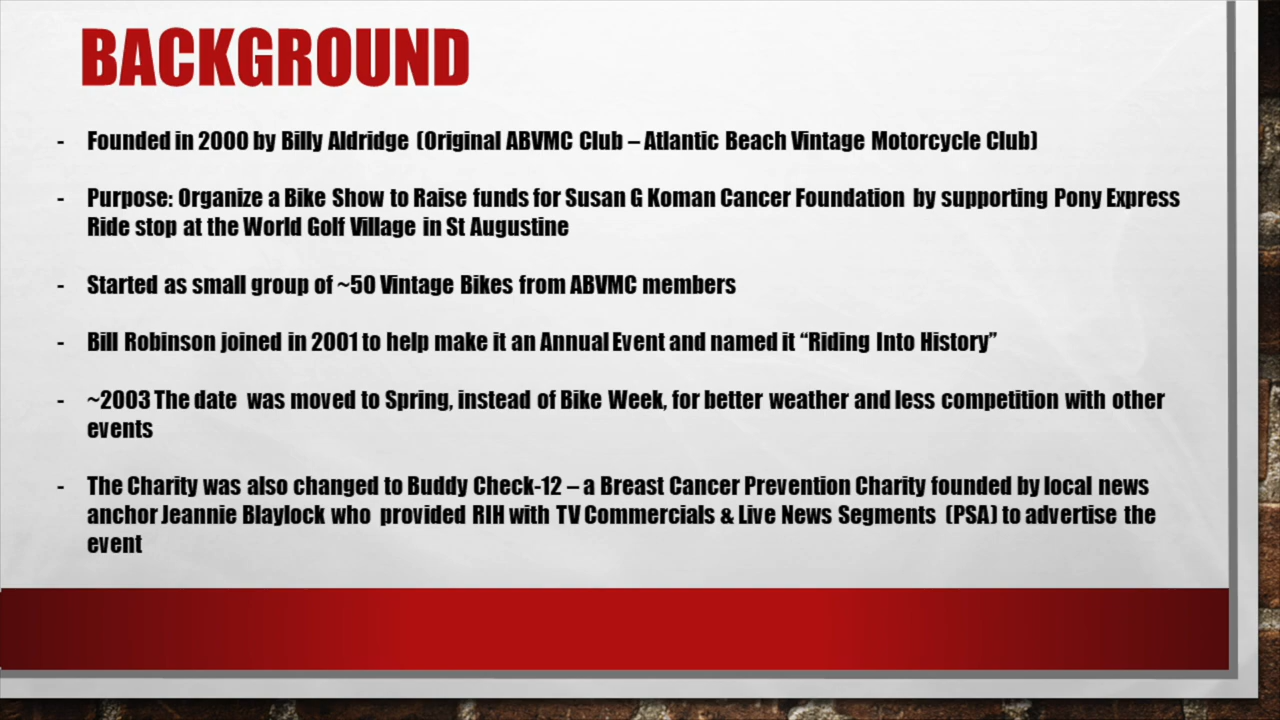 BACKGROUND
- Founded in 2000 by Billy Aldridge (Original ABVMC Club – Atlantic Beach Vintage Motorcycle Club)
- Purpose: Organize a Bike Show to Raise funds for Susan G Koman Cancer Foundation by supporting Pony Express
Ride stop at the World Golf Village in St Augustine
- Started as small group of ~50 Vintage Bikes from ABVMC members
- Bill Robinson joined in 2001 to help make it an Annual Event and named it “Riding Into History”
- ~2003 The date was moved to Spring, instead of Bike Week, for better weather and less competition with other
events
- The Charity was also changed to Buddy Check-12 – a Breast Cancer Prevention Charity founded by local news
anchor Jeannie Blaylock who provided RIH with TV Commercials & Live News Segments (PSA) to advertise the
event